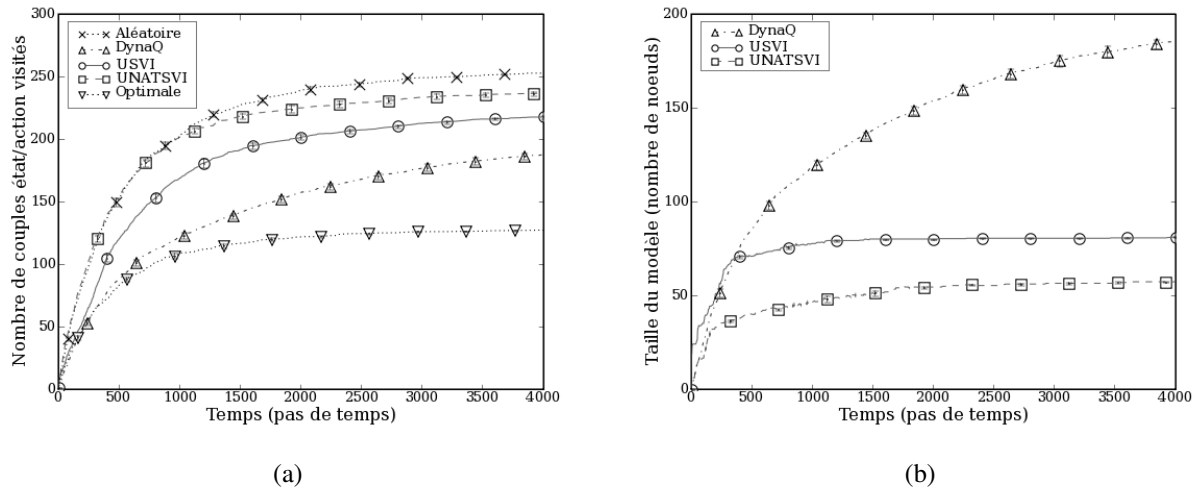 300
250
200
150
100
50
0
Nombre de couples état/action visités
Aléatoire
DynaQ
USVI
UNATSVI
Optimale
0 500 1000 1500 2000 2500 3000 3500 4000
Temps (pas de temps)
(a)
200
150
100
50
0
Taille du modèle (nombre de noeuds)
DynaQ
USVI
UNATSVI
0 500 1000 1500 2000 2500 3000 3500 4000
Temps (pas de temps)
(b)